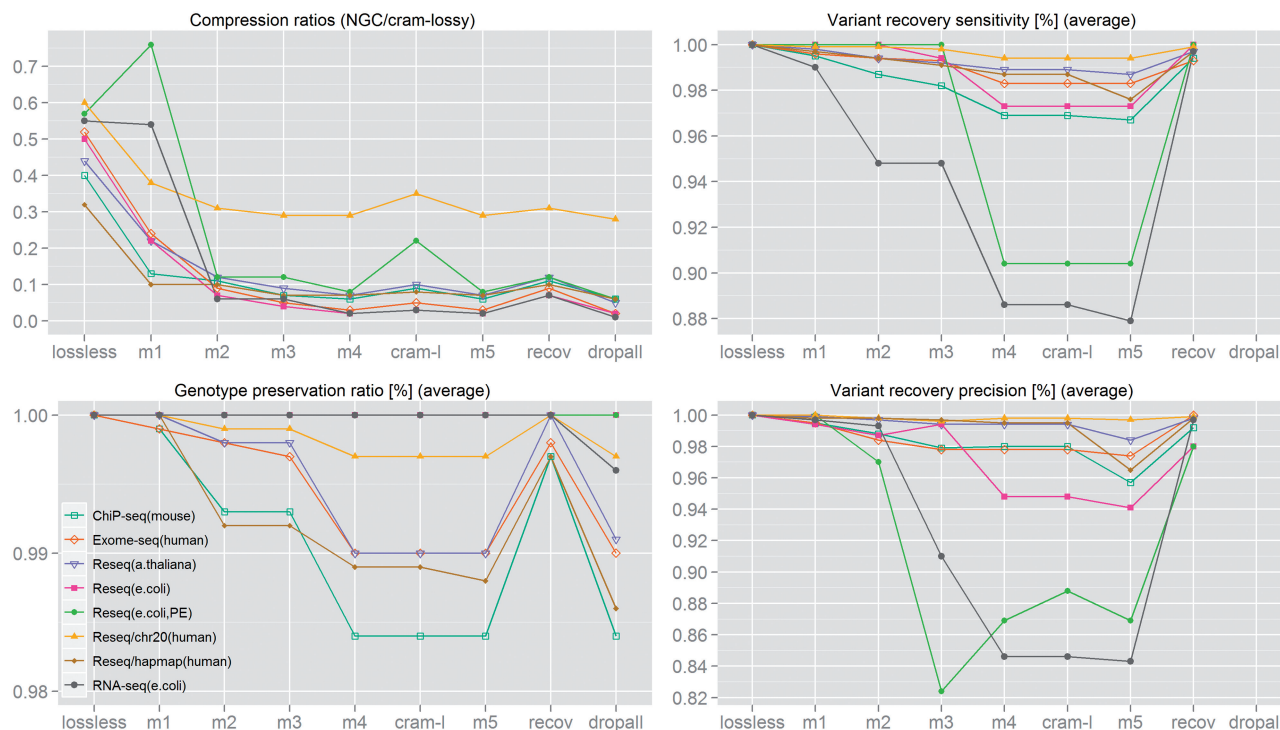 Compression ratios (NGC/cram-lossy)
0.7
0.6
0.5
0.4
0.3
0.2
0.1
0.0
lossless m1 m2 m3 m4 cram-l m5 recov dropall
Variant recovery sensitivity [%] (average)
1.00
0.98
0.96
0.94
0.92
0.90
0.88
lossless m1 m2 m3 m4 cram-l m5 recov dropal
Genotype preservation ratio [%] (average)
1.00
0.99
0.98
ChiP-seq(mouse)
Exome-seq(human)
Reseq(a.thaliana)
Reseq(e.coli)
Reseq(e.coli,PE)
Reseq/chr20(human)
Reseq/hapmap(human)
RNA-seq(e.coli)
lossless m1 m2 m3 m4 cram-l m5 recov dropall
Variant recovery precision [%] (average)
1.00
0.98
0.96
0.94
0.92
0.90
0.88
0.86
0.84
0.82
lossless m1 m2 m3 m4 cram-l m5 recov dropal